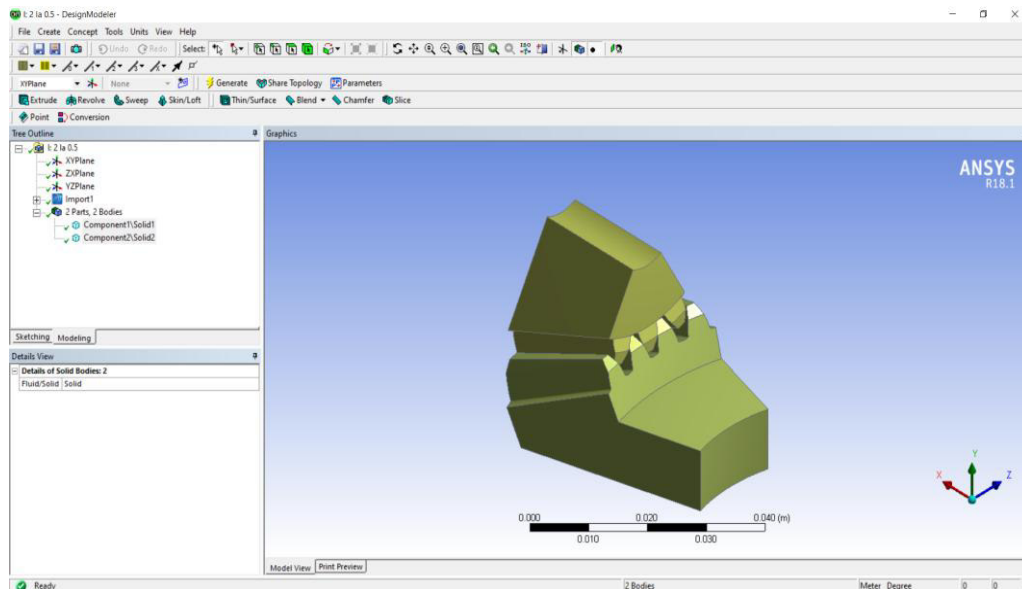 I: 2 la 0.5 - DesignModeler
File Create Concept Tools Units View Help
Undo Redo Select:
XYPlane None Generate Share Topology Parameters
Extrude Revolve Sweep Skin/Loft Thin/Surface Blend Chamfer Slice
Point Conversion
Tree Outline
I: 2 la 0.5
XYPlane
ZXPlane
YZPlane
Import1
2 Parts, 2 Bodies
Component1\Solid1
Component2\Solid2
Sketching Modeling
Details View
Details of Solid Bodies: 2
Fluid/Solid Solid
Graphics
ANSYS
R18.1
Y
X Z
0.000 0.020 0.040 (m)
0.010 0.030
Model View Print Preview
Ready 2 Bodies Meter Degree 0 0